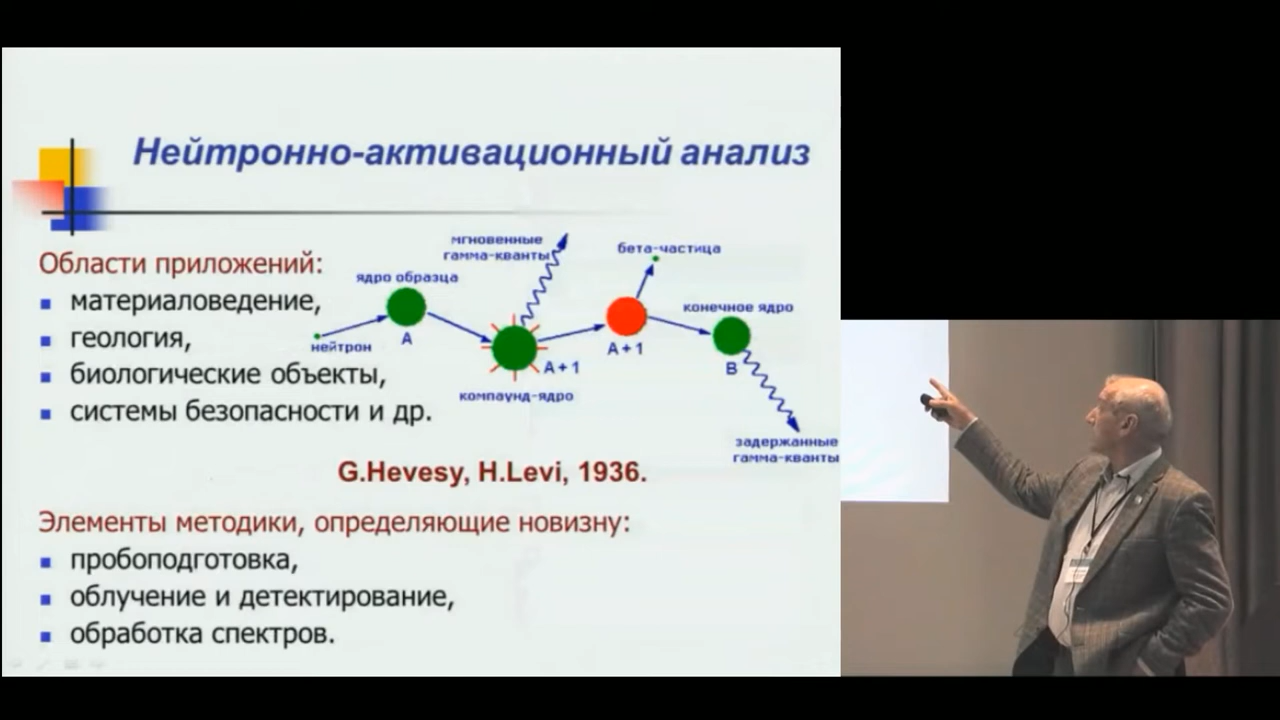 Нейтронно-активационный анализ
Области приложений:
материаловедение,
геология,
биологические объекты,
системы безопасности и др.
мгновенные
гамма-кванты
бета-частица
ядро образца
конечное ядро
нейтрон
A
A + 1
A + 1
B
компаунд-ядро
задержанные
гамма-кванты
G.Hevesy, H.Levi, 1936.
Элементы методики, определяющие новизну:
пробоподготовка,
облучение и детектирование,
обработка спектров.